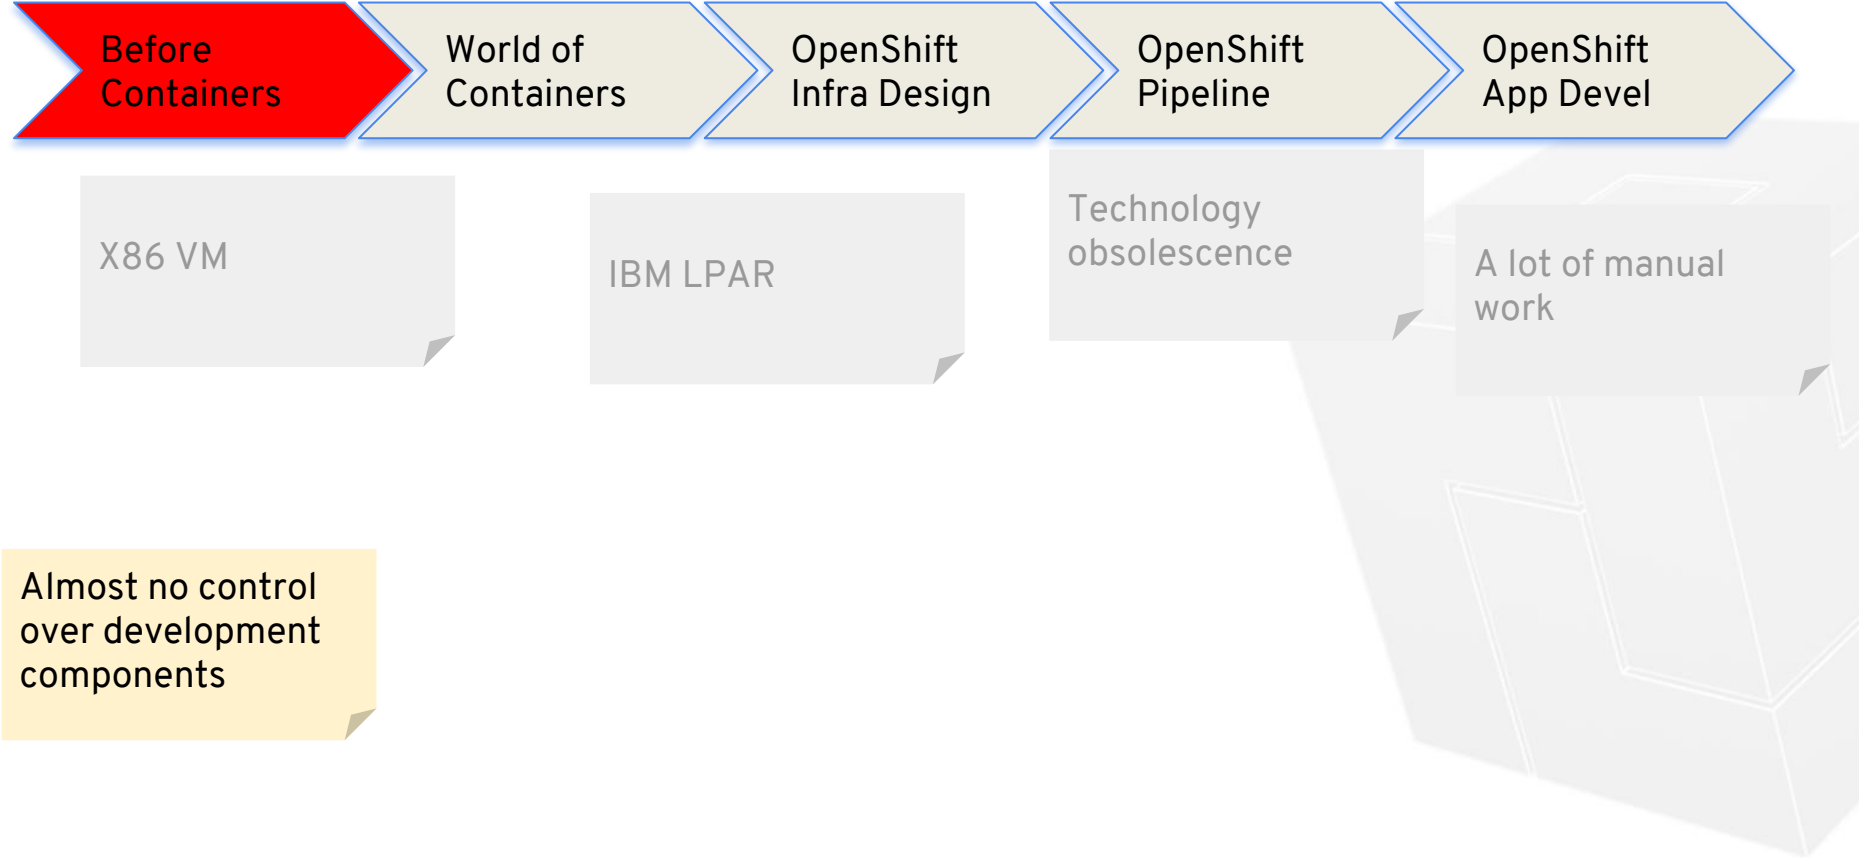 Before
Containers
World of
Containers
OpenShift
Infra Design
OpenShift
Pipeline
OpenShift
App Devel
X86 VM
IBM LPAR
Technology
obsolescence
A lot of manual
work
Almost no control
over development
components